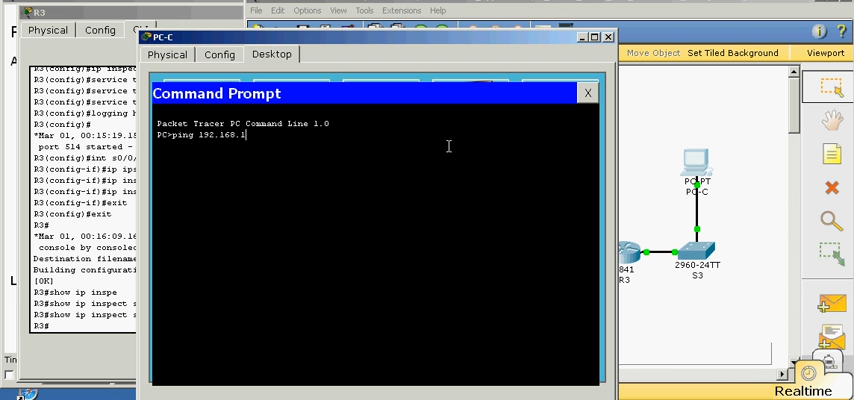 R3
Physical
Config
R3(config)#ip inspec
R3(config)#service t
R3(config)#service t
R3(config)#service t
R3(config)#logging h
R3(config)#
*Mar 01, 00:15:19.15
port 514 started -
R3(config)#int s0/0/
R3(config-if)#ip ips
R3(config-if)#ip ins
R3(config-if)#ip ins
R3(config-if)#exit
R3(config)#exit
R3#
*Mar 01, 00:16:09.16
console by console
Destination filename
Building configurati
[OK]
R3#show ip inspe
R3#show ip inspect s
R3#show ip inspect s
R3#
PC-C
Physical
Config
Desktop
Command Prompt
X
Packet Tracer PC Command Line 1.0
PC>ping 192.168.1
File Edit Options View Tools Extensions Help
Move Object Set Tiled Background Viewport
PC-PT
PC-C
841
R3
2960-24TT
S3
Realtime
Tin